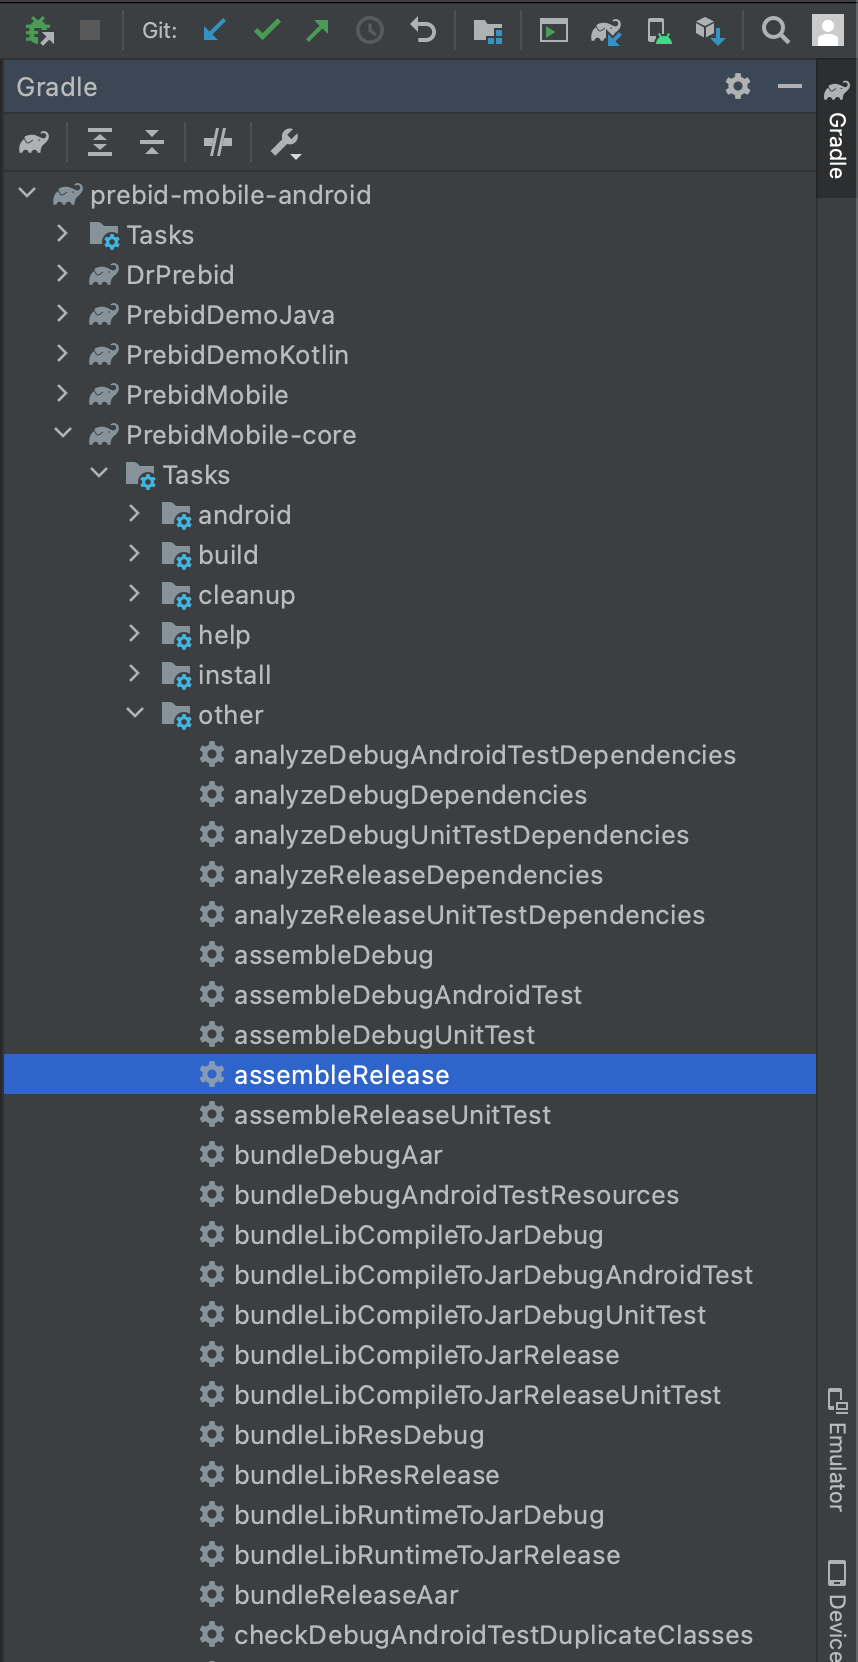 Git:
Gradle
Gradle
prebid-mobile-android
Tasks
DrPrebid
PrebidDemoJava
PrebidDemoKotlin
PrebidMobile
PrebidMobile-core
Tasks
android
build
cleanup
help
install
other
analyzeDebugAndroidTestDependencies
analyzeDebugDependencies
analyzeDebugUnitTestDependencies
analyzeReleaseDependencies
analyzeReleaseUnitTestDependencies
assembleDebug
assembleDebugAndroidTest
assembleDebugUnitTest
assembleRelease
assembleReleaseUnitTest
bundleDebugAar
bundleDebugAndroidTestResources
bundleLibCompileToJarDebug
bundleLibCompileToJarDebugAndroidTest
bundleLibCompileToJarDebugUnitTest
bundleLibCompileToJarRelease
bundleLibCompileToJarReleaseUnitTest
bundleLibResDebug
bundleLibResRelease
bundleLibRuntimeToJarDebug
bundleLibRuntimeToJarRelease
bundleReleaseAar
checkDebugAndroidTestDuplicateClasses
Emulator
Device